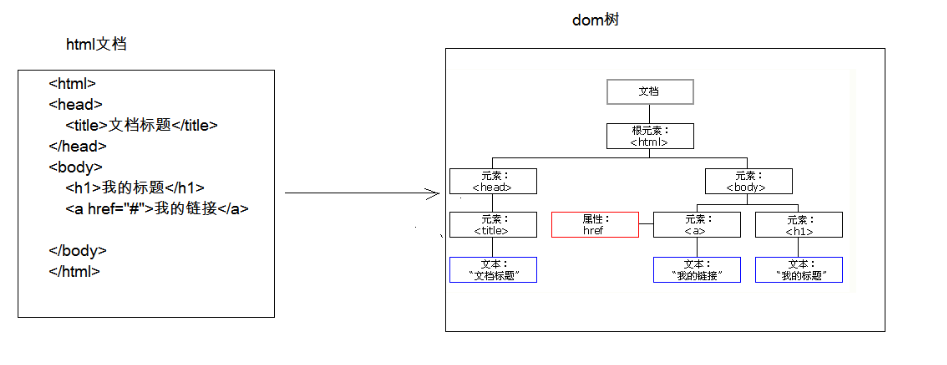 dom树
html文档
<html>
<head>
<title>文档标题</title>
</head>
<body>
<h1>我的标题</h1>
<a href="#">我的链接</a>
</body>
</html>
文档
根元素：
<html>
元素：
<head>
元素：
<body>
元素：
<title>
属性：
href
元素：
<a>
元素：
<h1>
文本：
“文档标题”
文本：
“我的链接”
文本：
“我的标题”